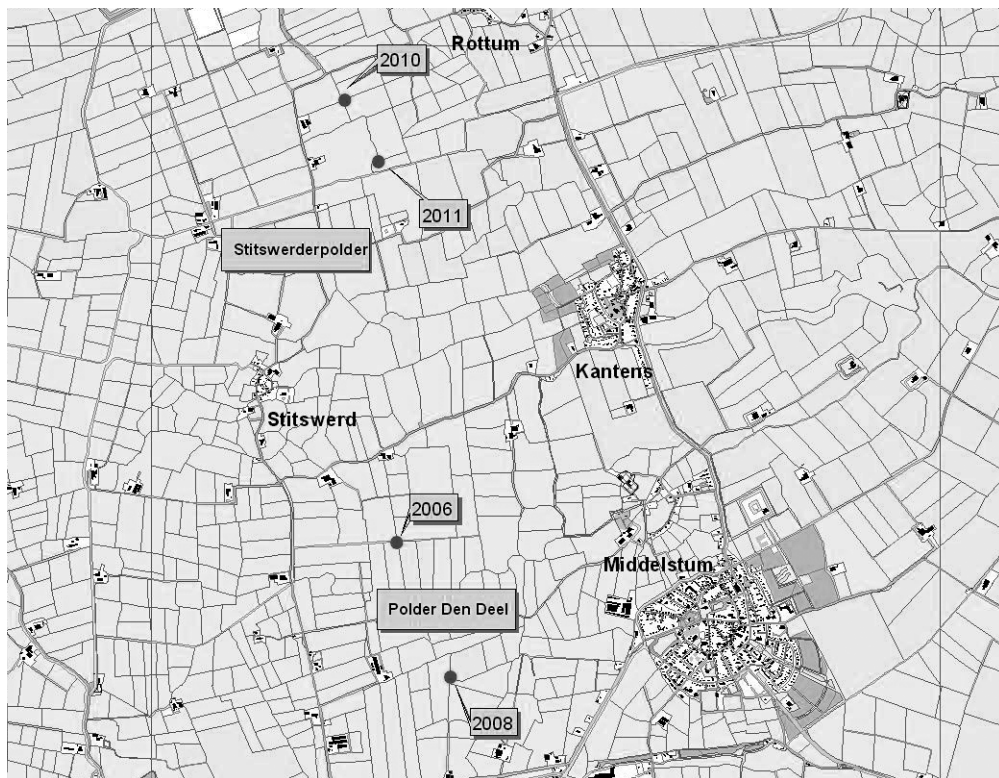 Rottum
2010
2011
Stitswerderpolder
Kantens
Stitswerd
2006
Middelstum
Polder Den Deel
2008